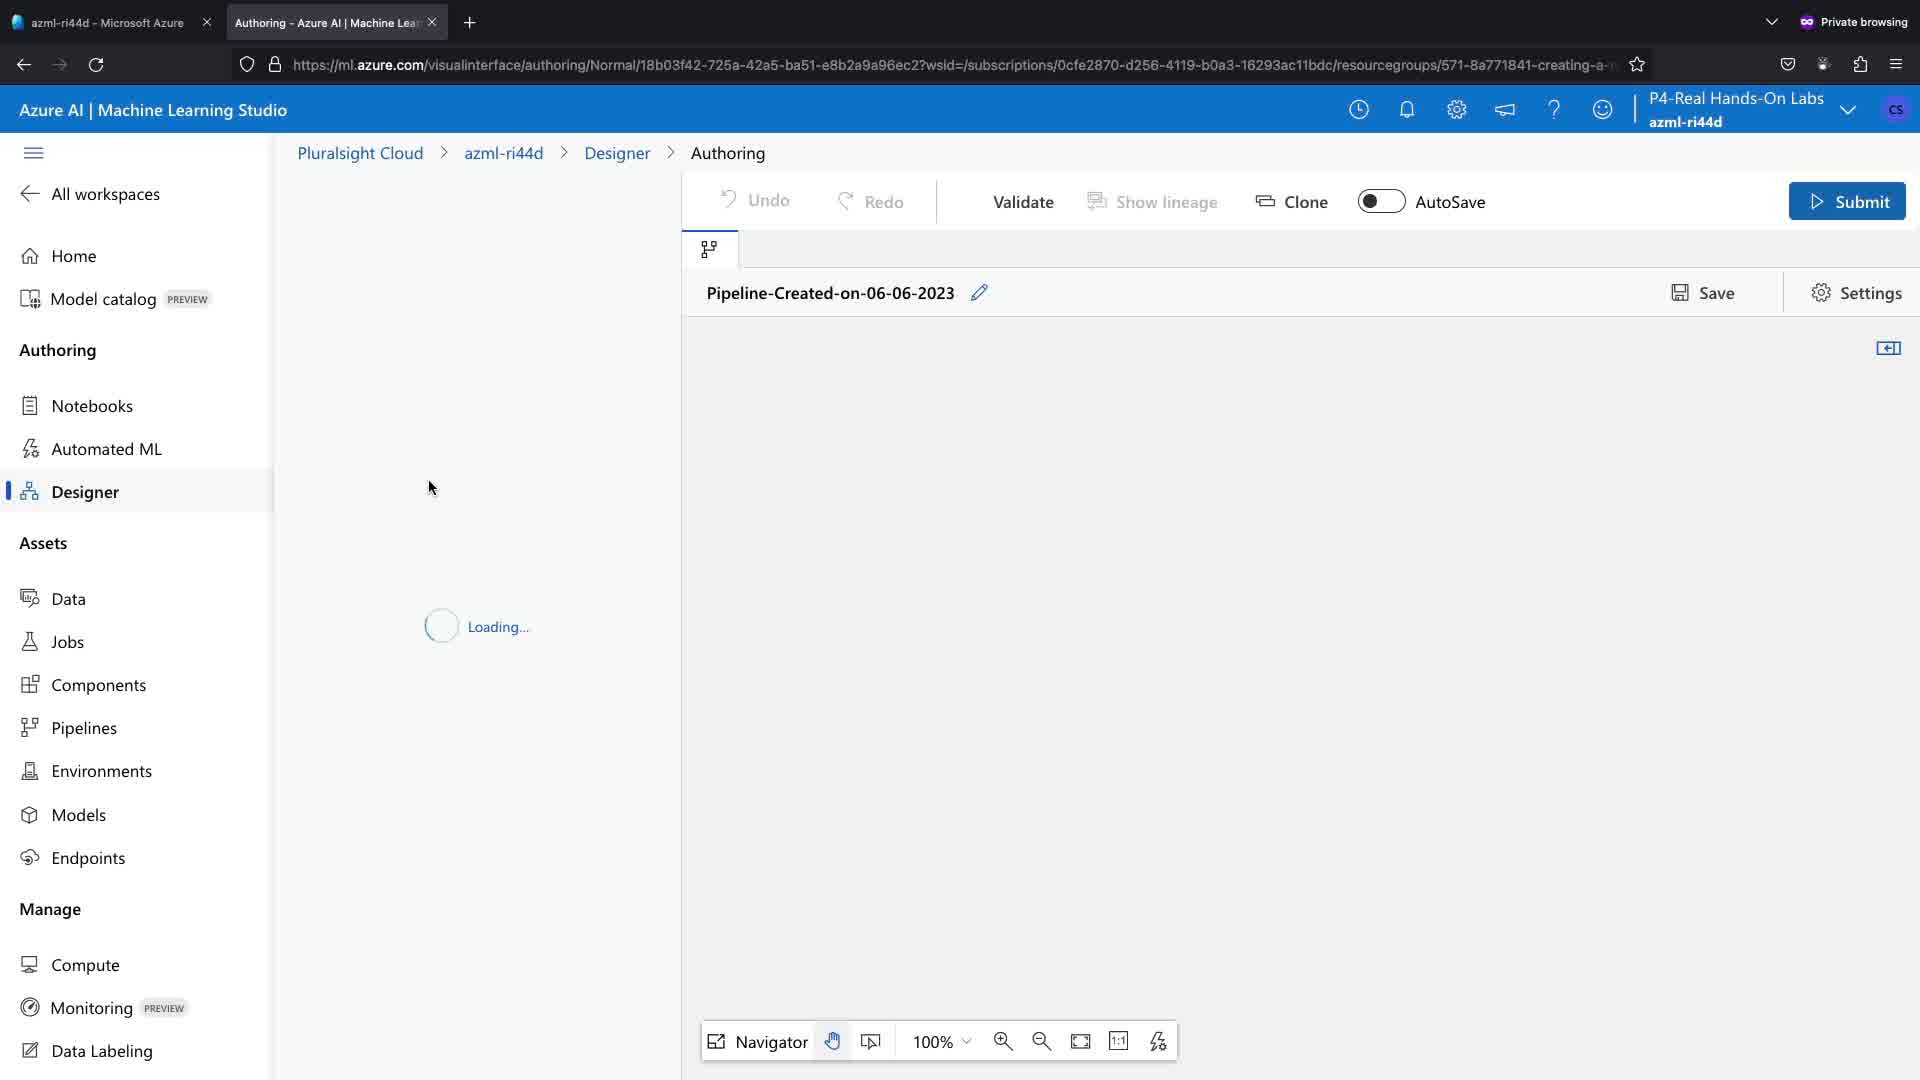 azml-ri44d - Microsoft Azure
Authoring - Azure AI | Machine Lear
Private browsing
https://ml.azure.com/visualinterface/authoring/Normal/18b03f42-725a-42a5-ba51-e8b2a9a96ec2?wsid=/subscriptions/0cfe2870-d256-4119-b0a3-16293ac11bdc/resourcegroups/571-8a771841-creating-a-
Azure AI | Machine Learning Studio
P4-Real Hands-On Labs
azml-ri44d
CS
Pluralsight Cloud > azml-ri44d > Designer > Authoring
All workspaces
Home
Model catalog PREVIEW
Authoring
Notebooks
Automated ML
Designer
Assets
Data
Jobs
Components
Pipelines
Environments
Models
Endpoints
Manage
Compute
Monitoring PREVIEW
Data Labeling
Loading...
Undo Redo Validate Show lineage Clone AutoSave Submit
Pipeline-Created-on-06-06-2023
Save Settings
Navigator 100% 1:1